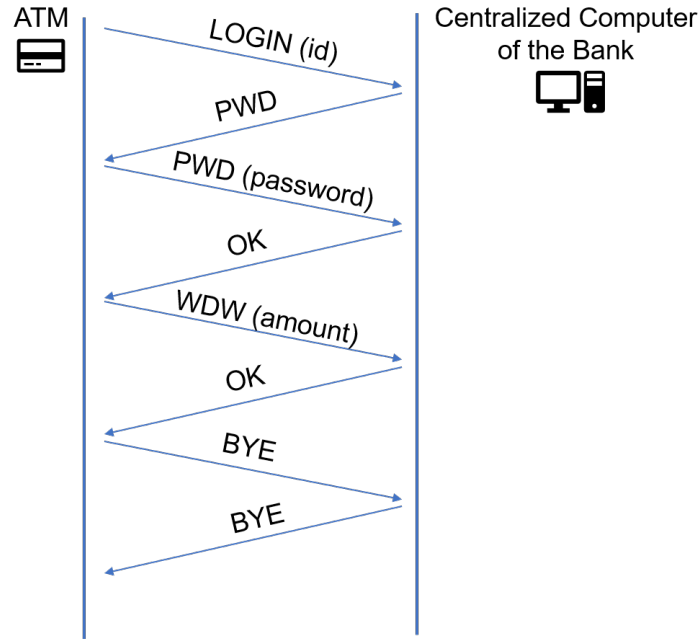 ATM
Centralized Computer
of the Bank
LOGIN (id)
PWD
PWD (password)
OK
WDW (amount)
OK
BYE
BYE